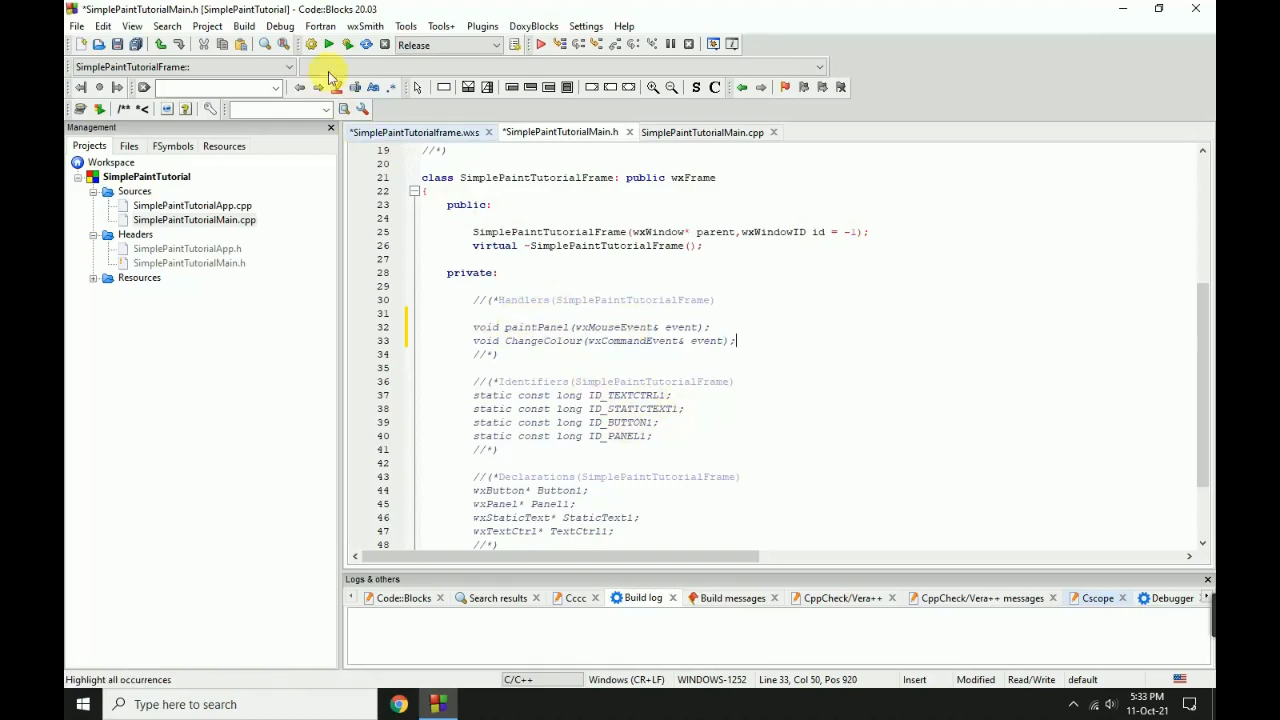 *SimplePaintTutorialMain.h [SimplePaintTutorial] - Code::Blocks 20.03
File Edit View Search Project Build Debug Fortran wxSmith Tools Tools+ Plugins DoxyBlocks Settings Help
Release
SimplePaintTutorialFrame::
S C
/** *<
Management
Projects Files FSymbols Resources
Workspace
SimplePaintTutorial
Sources
SimplePaintTutorialApp.cpp
SimplePaintTutorialMain.cpp
Headers
SimplePaintTutorialApp.h
SimplePaintTutorialMain.h
Resources
*SimplePaintTutorialframe.wxs *SimplePaintTutorialMain.h SimplePaintTutorialMain.cpp
19 //*)
20
21 class SimplePaintTutorialFrame: public wxFrame
22 {
23 public:
24
25 SimplePaintTutorialFrame(wxWindow* parent,wxWindowID id = -1);
26 virtual ~SimplePaintTutorialFrame();
27
28 private:
29
30 //(*Handlers(SimplePaintTutorialFrame)
31
32 void paintPanel(wxMouseEvent& event);
33 void ChangeColour(wxCommandEvent& event);
34 //*)
35
36 //(*Identifiers(SimplePaintTutorialFrame)
37 static const long ID_TEXTCTRL1;
38 static const long ID_STATICTEXT1;
39 static const long ID_BUTTON1;
40 static const long ID_PANEL1;
41 //*)
42
43 //(*Declarations(SimplePaintTutorialFrame)
44 wxButton* Button1;
45 wxPanel* Panel1;
46 wxStaticText* StaticText1;
47 wxTextCtrl* TextCtrl1;
48 //*)
Logs & others
Code::Blocks Search results Cccc Build log Build messages CppCheck/Vera++ CppCheck/Vera++ messages Cscope Debugger
Highlight all occurrences C/C++ Windows (CR+LF) WINDOWS-1252 Line 33, Col 50, Pos 920 Insert Modified Read/Write default
Type here to search
5:33 PM
11-Oct-21